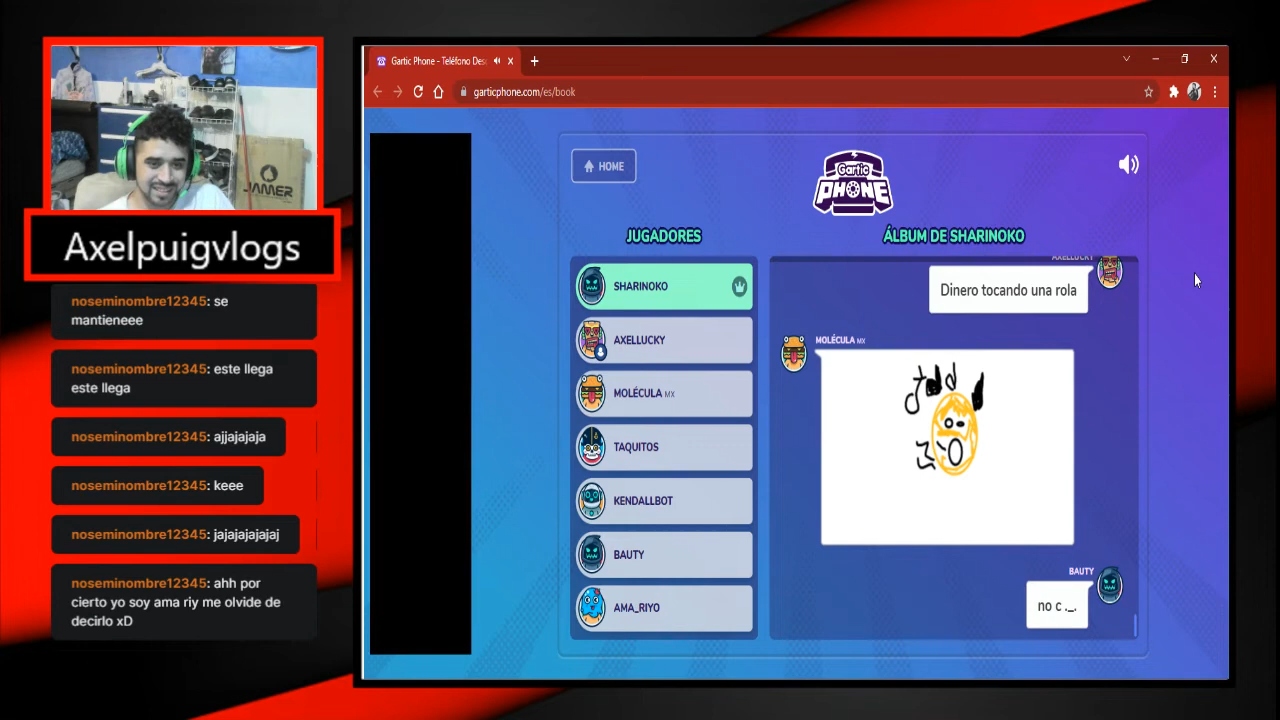 JAMER
Axelpuigvlogs
noseminombre12345: se
mantieneee
noseminombre12345: este llega
este llega
noseminombre12345: ajjajajaja
noseminombre12345: keee
noseminombre12345: jajajajajajaj
noseminombre12345: ahh por
cierto yo soy ama riy me olvide de
decirlo xD
Gartic Phone - Teléfono Des
garticphone.com/es/book
HOME
Gartic
PHONE
JUGADORES
SHARINOKO
AXELLUCKY
MOLÉCULA MX
TAQUITOS
KENDALLBOT
BAUTY
AMA_RIYO
ÁLBUM DE SHARINOKO
AXELLUCKY
Dinero tocando una rola
MOLÉCULA MX
BAUTY
no c ._.